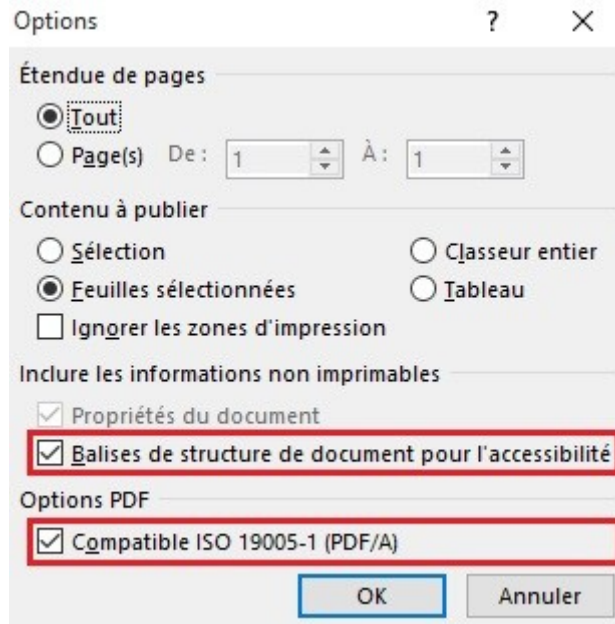 Options ? ×
Étendue de pages
Tout
Page(s) De : 1 À : 1
Contenu à publier
Sélection Classeur entier
Feuilles sélectionnées Tableau
Ignorer les zones d'impression
Inclure les informations non imprimables
Propriétés du document
Balises de structure de document pour l'accessibilité
Options PDF
Compatible ISO 19005-1 (PDF/A)
OK Annuler